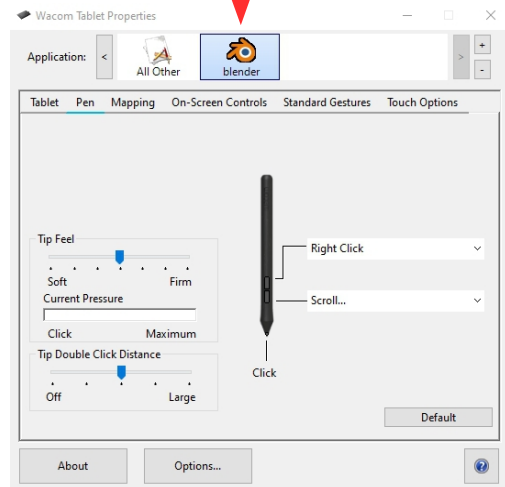 Wacom Tablet Properties
Application: < > + -
All Other blender
Tablet Pen Mapping On-Screen Controls Standard Gestures Touch Options
Tip Feel
Soft Firm
Current Pressure
Click Maximum
Tip Double Click Distance
Off Large
Right Click
Scroll...
Click
Default
About Options... ?